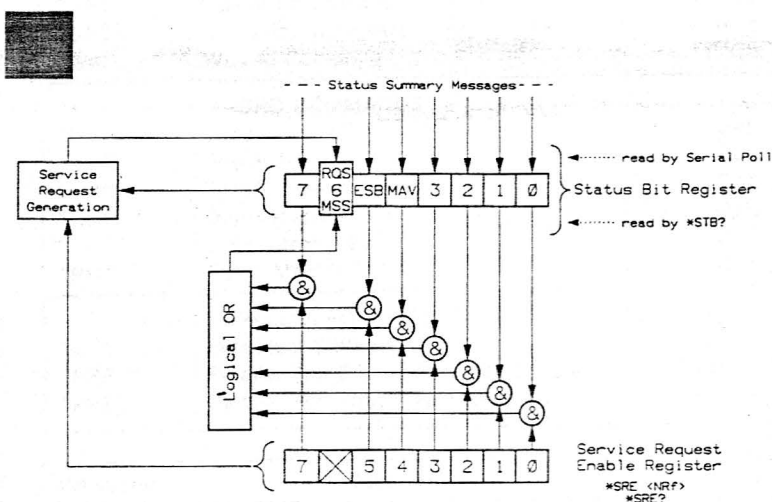 Status Summary Messages
Service
Request
Generation
7
RQS
6
MSS
ESB
MAV
3
2
1
Ø
read by Serial Poll
Status Bit Register
read by *STB?
Logical OR
&
&
&
&
&
&
&
7
5
4
3
2
1
Ø
Service Request
Enable Register
*SRE <NRf>
*SRE?